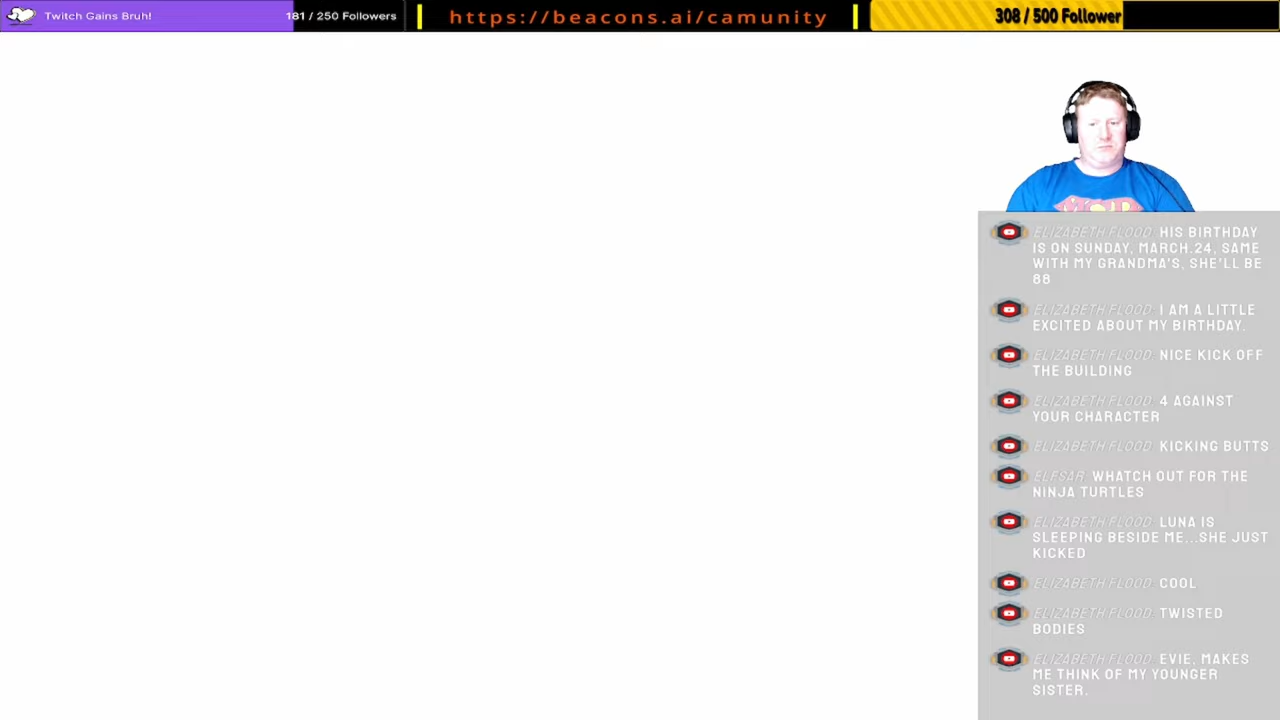 Twitch Gains Bruh!
181 / 250 Followers
https://beacons.ai/camunity
308 / 500 Follower
ELIZABETH FLOOD: HIS BIRTHDAY
IS ON SUNDAY, MARCH.24, SAME
WITH MY GRANDMA'S, SHE'LL BE
88
ELIZABETH FLOOD: I AM A LITTLE
EXCITED ABOUT MY BIRTHDAY.
ELIZABETH FLOOD: NICE KICK OFF
THE BUILDING
ELIZABETH FLOOD: 4 AGAINST
YOUR CHARACTER
ELIZABETH FLOOD: KICKING BUTTS
ELFSAR: WHATCH OUT FOR THE
NINJA TURTLES
ELIZABETH FLOOD: LUNA IS
SLEEPING BESIDE ME...SHE JUST
KICKED
ELIZABETH FLOOD: COOL
ELIZABETH FLOOD: TWISTED
BODIES
ELIZABETH FLOOD: EVIE, MAKES
ME THINK OF MY YOUNGER
SISTER.